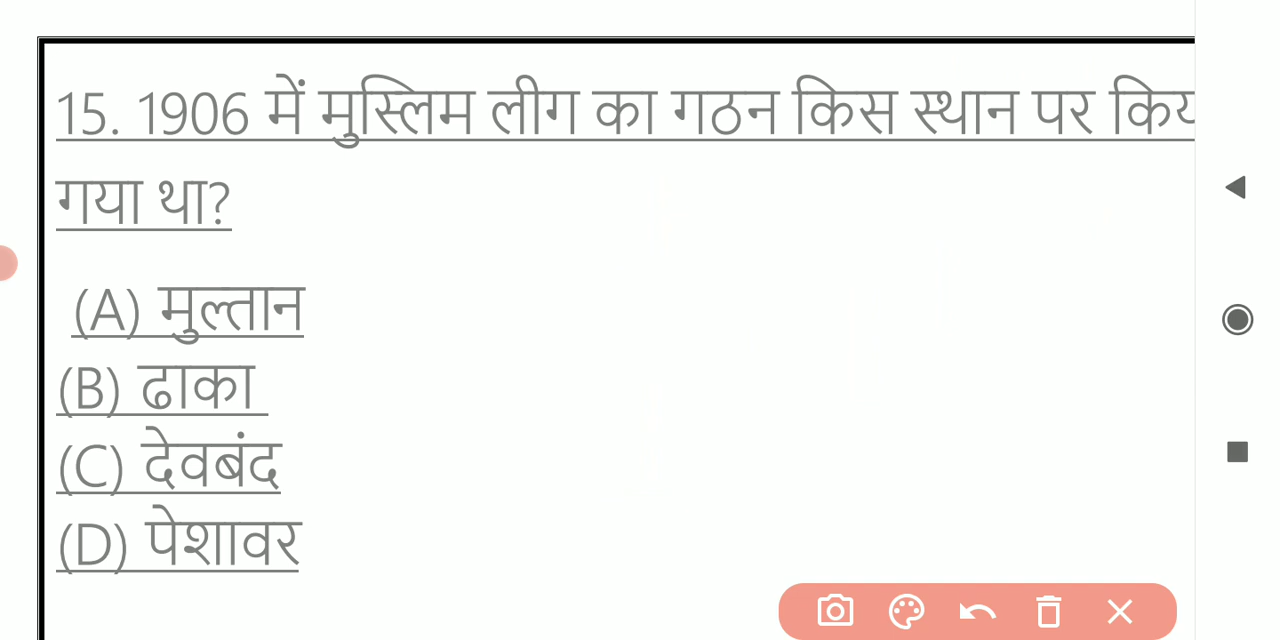 15. 1906 में मुस्लिम लीग का गठन किस स्थान पर किय
गया था?
(A) मुल्तान
(B) ढाका
(C) देवबंद
(D) पेशावर